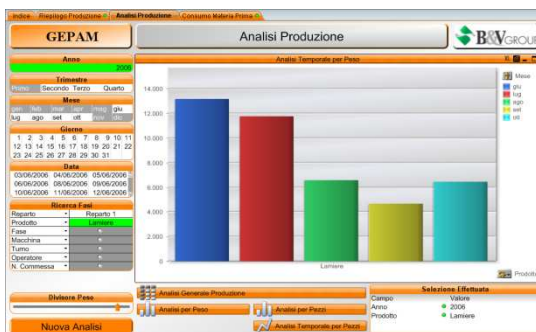 Indice Riepilogo Produzione Analisi Produzione Consumo Materia Prima
GEPAM
Analisi Produzione
B&V GROUP
Anno
2006
Trimestre
Primo Secondo Terzo Quarto
Mese
gen feb mar apr mag giu
lug ago set ott nov dic
Giorno
1 2 3 4 5 6 7 8 9 10 11
12 13 14 15 16 17 18 19 20 21 22
23 24 25 26 27 28 29 30 31
Data
03/06/2006 04/06/2006 05/06/2006
06/06/2006 08/06/2006 09/06/2006
10/06/2006 11/06/2006 12/06/2006
Ricerca Fasi
Reparto Reparto 1
Prodotto Lamiere
Fase
Macchina
Turno
Operatore
N. Commessa
Divisore Peso
Nuova Analisi
Analisi Temporale per Peso
XL
14.000
12.000
10.000
8.000
6.000
4.000
2.000
0
Lamiere
Mese
giu
lug
ago
set
ott
Prodotto
Analisi Generale Produzione
Analisi per Peso
Analisi per Pezzi
Analisi Temporale per Pezzi
Selezione Effettuata
Campo Valore
Anno 2006
Prodotto Lamiere